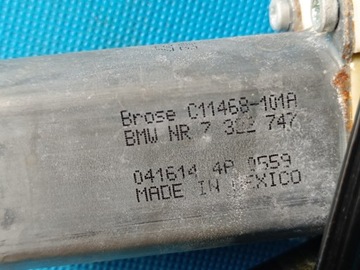 Brose C11468-101A
BMW NR 7 322 747
041614 4P 0559
MADE IN MEXICO